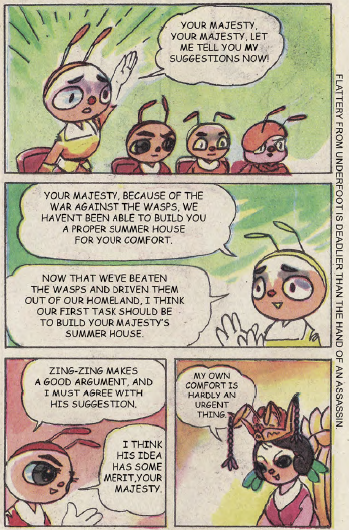 YOUR MAJESTY,
YOUR MAJESTY, LET
ME TELL YOU MY
SUGGESTIONS NOW!
YOUR MAJESTY, BECAUSE OF THE
WAR AGAINST THE WASPS, WE
HAVEN'T BEEN ABLE TO BUILD YOU
A PROPER SUMMER HOUSE
FOR YOUR COMFORT.
NOW THAT WE'VE BEATEN
THE WASPS AND DRIVEN THEM
OUT OF OUR HOMELAND, I THINK
OUR FIRST TASK SHOULD BE
TO BUILD YOUR MAJESTY'S
SUMMER HOUSE.
ZING-ZING MAKES
A GOOD ARGUMENT, AND
I MUST AGREE WITH
HIS SUGGESTION.
I THINK
HIS IDEA
HAS SOME
MERIT,YOUR
MAJESTY.
MY OWN
COMFORT IS
HARDLY AN
URGENT
THING.
FLATTERY FROM UNDERFOOT IS DEADLIER THAN THE HAND OF AN ASSASSIN.